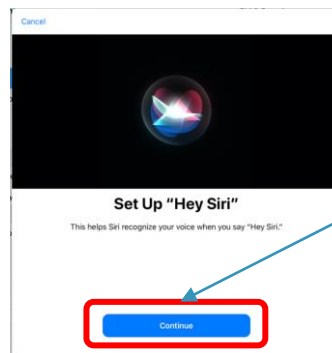 Cancel
Set Up “Hey Siri”
This helps Siri recognize your voice when you say “Hey Siri.”
Continue